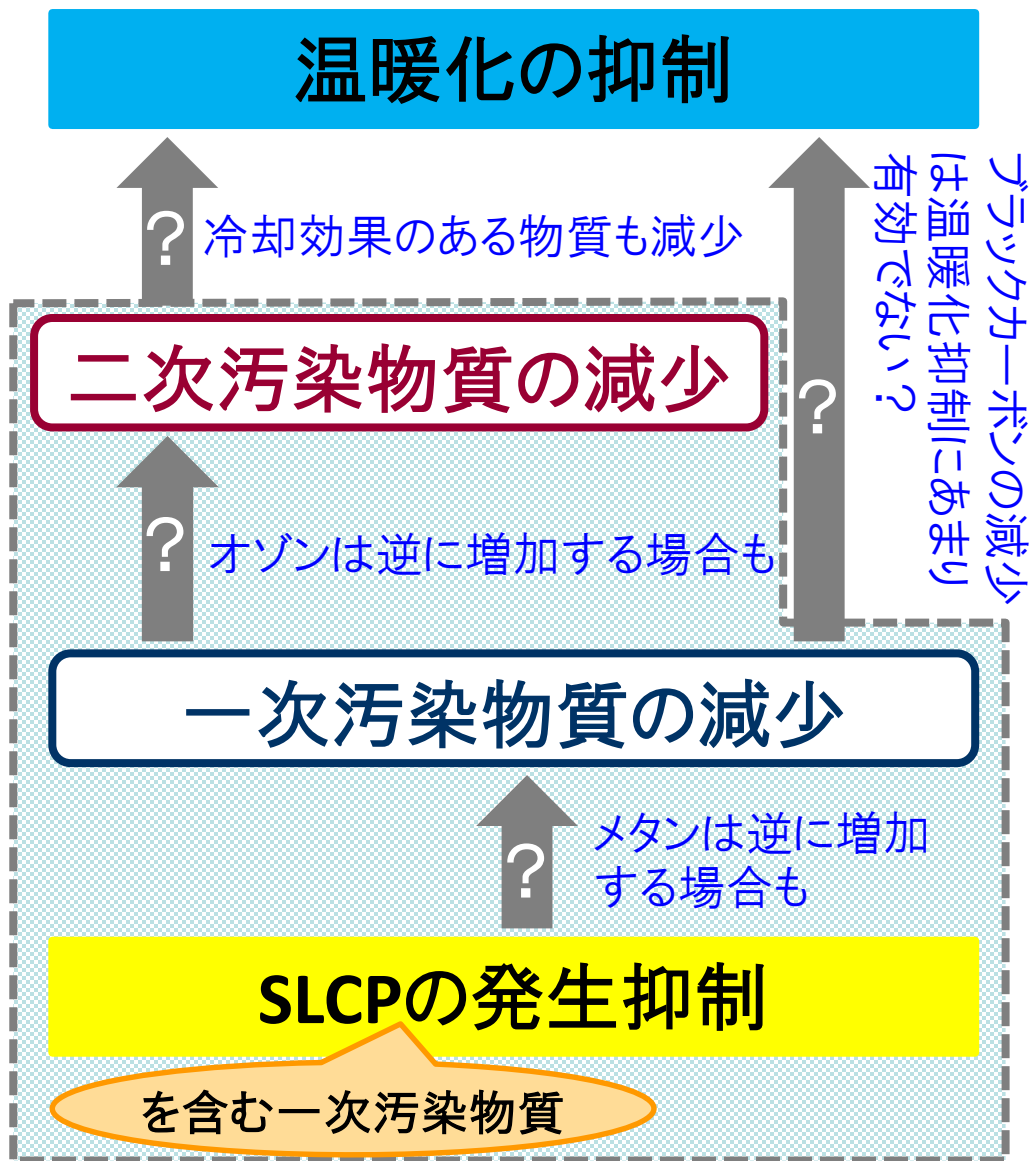 温暖化の抑制
?
冷却効果のある物質も減少
ブラックカーボンの減少
は温暖化抑制にあまり
有効でない?
二次汚染物質の減少
?
?
オゾンは逆に増加する場合も
一次汚染物質の減少
?
メタンは逆に増加
する場合も
SLCPの発生抑制
を含む一次汚染物質